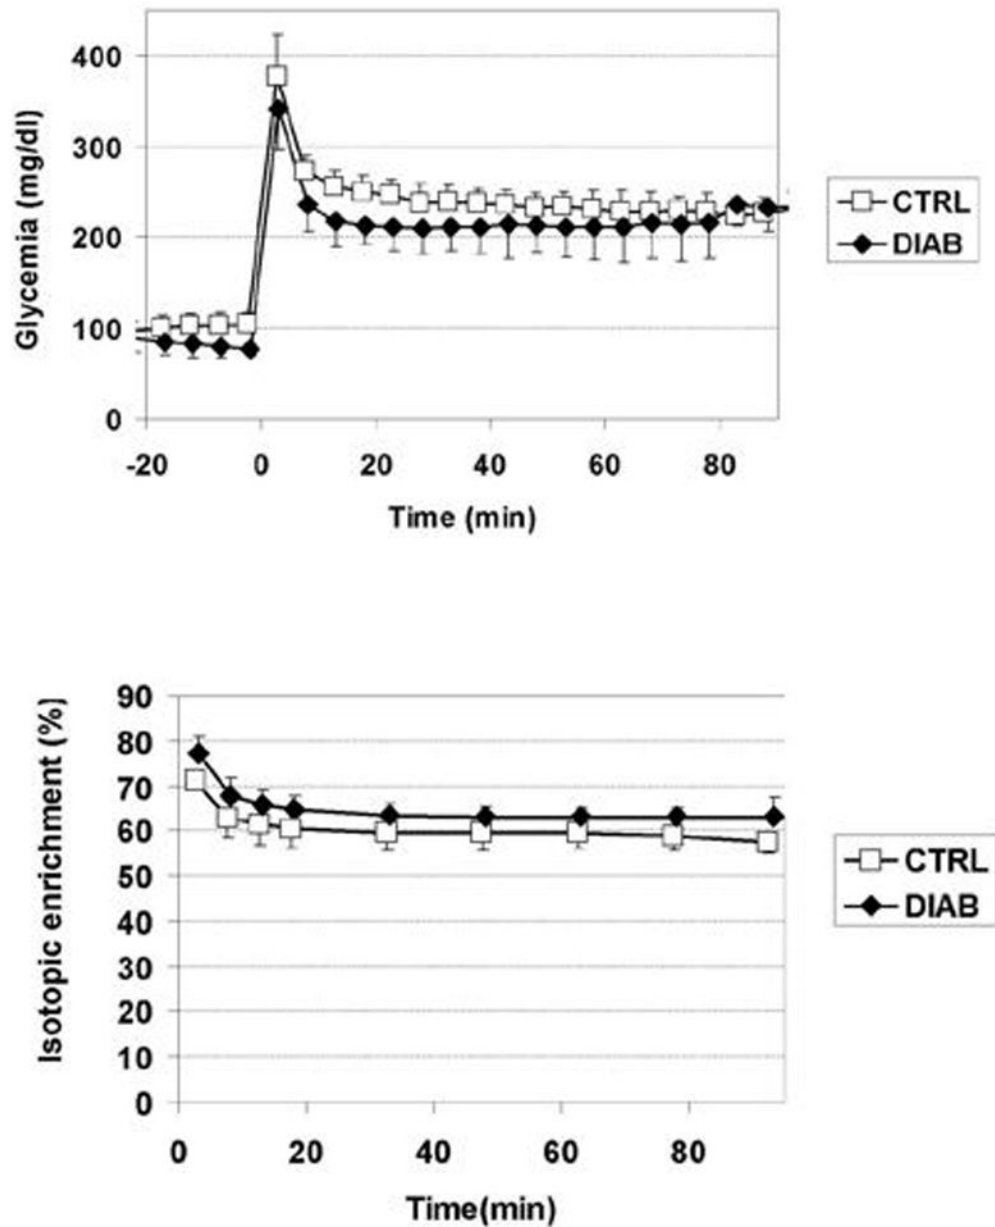 400
300
200
100
0
Glycemia (mg/dl)
-20 0 20 40 60 80
Time (min)
CTRL
DIAB
90
80
70
60
50
40
30
20
10
0
Isotopic enrichment (%)
0 20 40 60 80
Time(min)
CTRL
DIAB